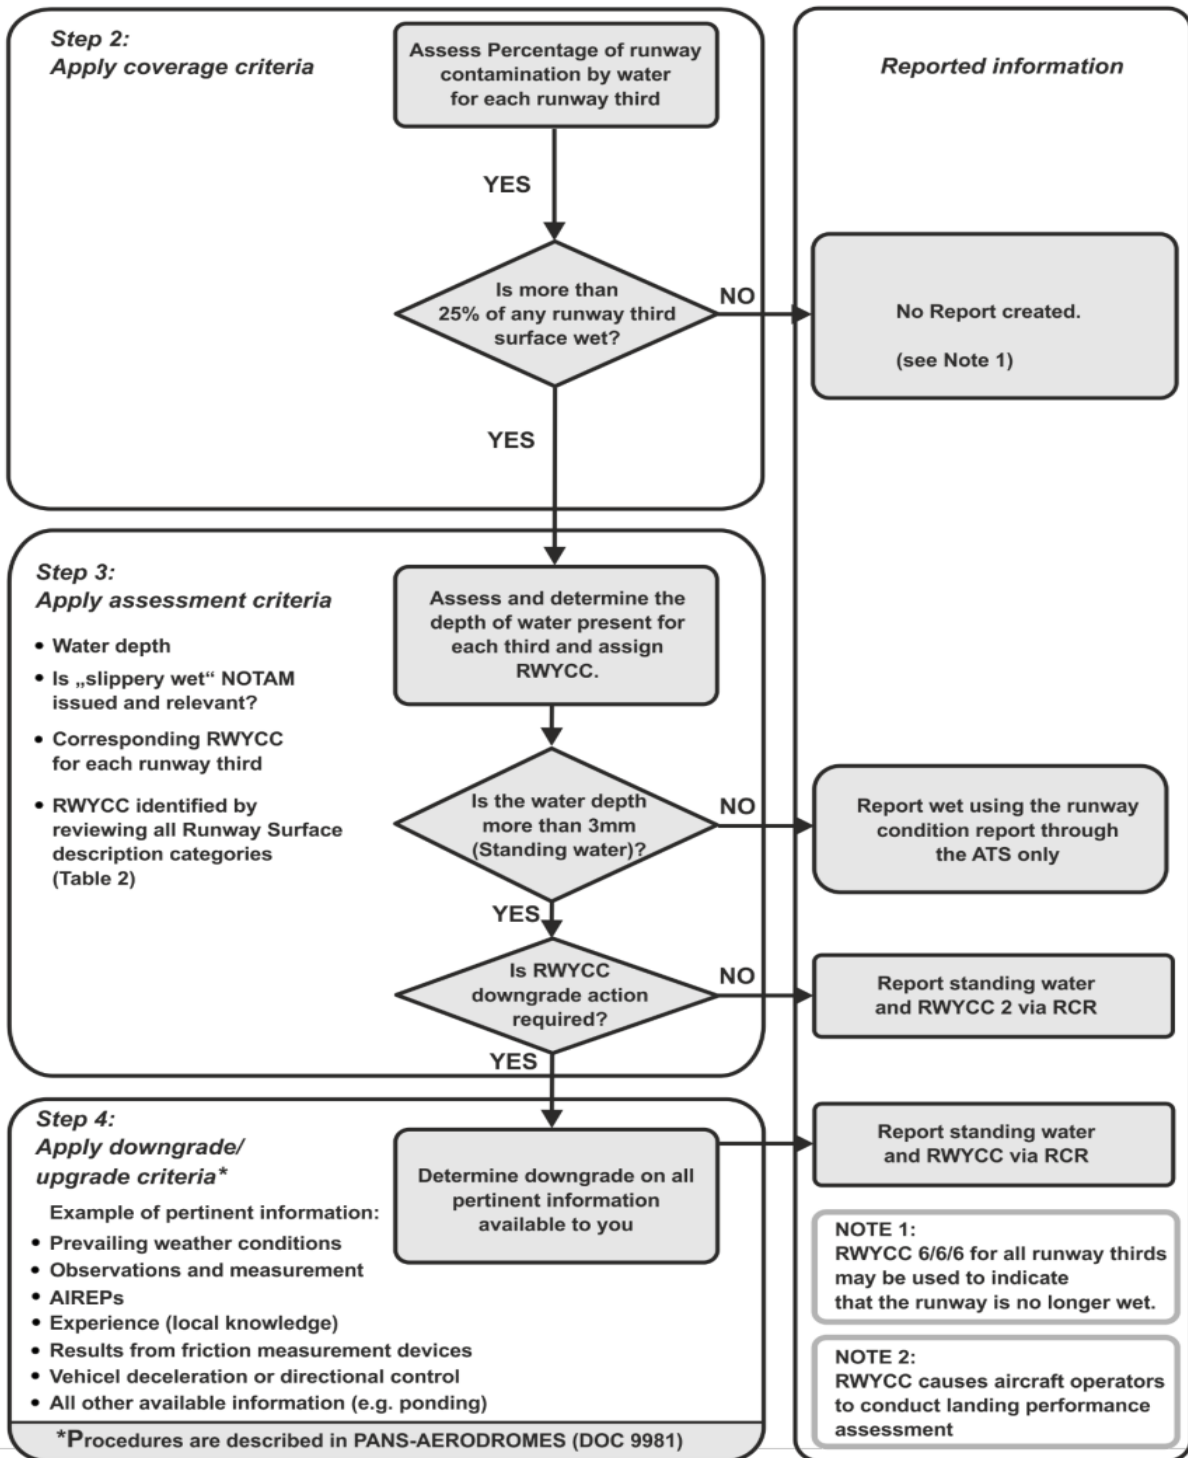 Step 2:
Apply coverage criteria
Assess Percentage of runway
contamination by water
for each runway third
Reported information
YES
Is more than
25% of any runway third
surface wet?
NO
No Report created.
(see Note 1)
YES
Step 3:
Apply assessment criteria
• Water depth
• Is „slippery wet“ NOTAM
issued and relevant?
• Corresponding RWYCC
for each runway third
• RWYCC identified by
reviewing all Runway Surface
description categories
(Table 2)
Assess and determine the
depth of water present for
each third and assign
RWYCC.
Is the water depth
more than 3mm
(Standing water)?
NO
Report wet using the runway
condition report through
the ATS only
YES
Is RWYCC
downgrade action
required?
NO
Report standing water
and RWYCC 2 via RCR
YES
Step 4:
Apply downgrade/
upgrade criteria*
Example of pertinent information:
• Prevailing weather conditions
• Observations and measurement
• AIREPs
• Experience (local knowledge)
• Results from friction measurement devices
• Vehicel deceleration or directional control
• All other available information (e.g. ponding)
*Procedures are described in PANS-AERODROMES (DOC 9981)
Determine downgrade on all
pertinent information
available to you
Report standing water
and RWYCC via RCR
NOTE 1:
RWYCC 6/6/6 for all runway thirds
may be used to indicate
that the runway is no longer wet.
NOTE 2:
RWYCC causes aircraft operators
to conduct landing performance
assessment